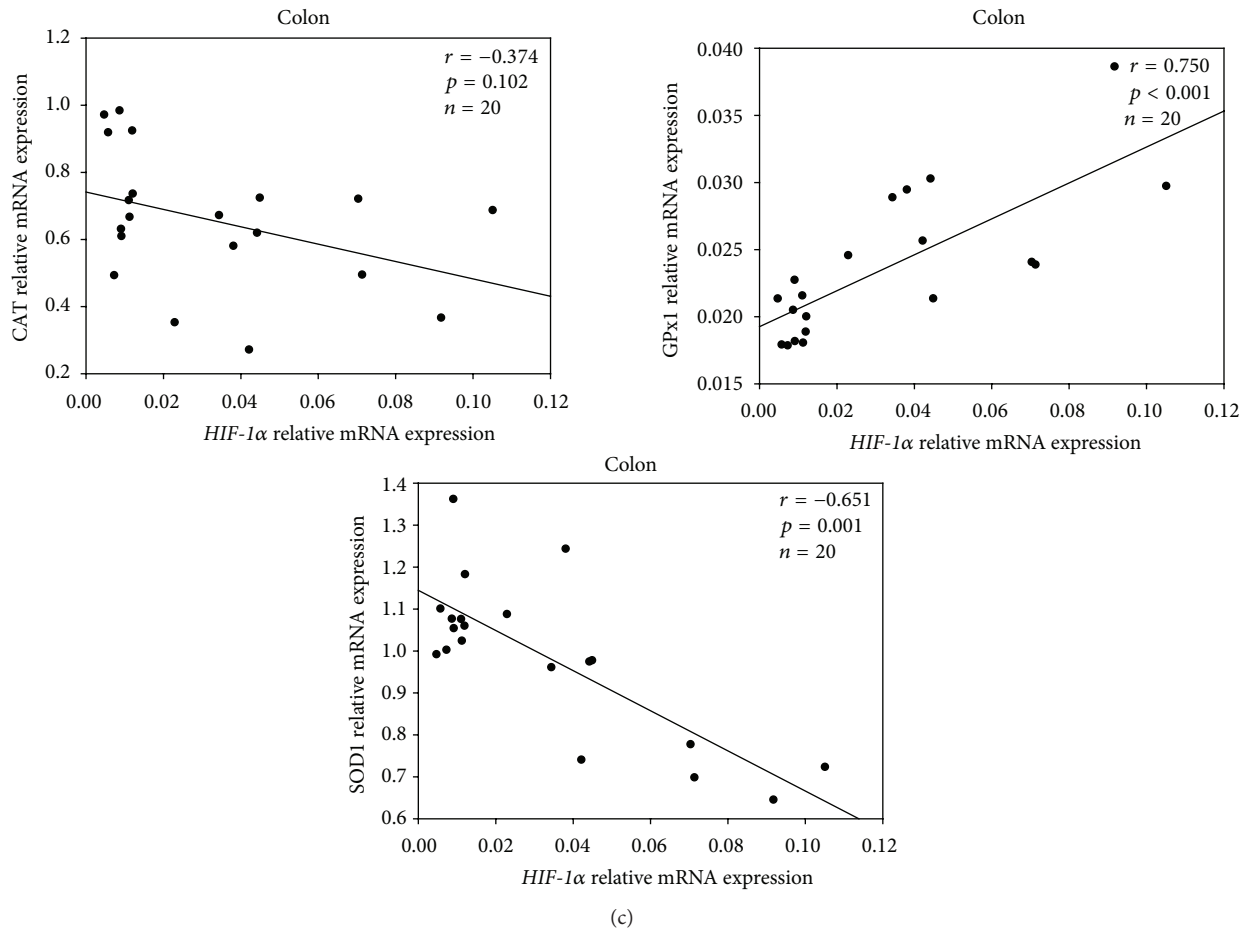 Colon
CAT relative mRNA expression
1.2
1.0
0.8
0.6
0.4
0.2
r = −0.374
p = 0.102
n = 20
0.00 0.02 0.04 0.06 0.08 0.10 0.12
HIF-1α relative mRNA expression
Colon
GPx1 relative mRNA expression
0.040
0.035
0.030
0.025
0.020
0.015
r = 0.750
p < 0.001
n = 20
0.00 0.02 0.04 0.06 0.08 0.10 0.12
HIF-1α relative mRNA expression
Colon
SOD1 relative mRNA expression
1.4
1.3
1.2
1.1
1.0
0.9
0.8
0.7
0.6
r = −0.651
p = 0.001
n = 20
0.00 0.02 0.04 0.06 0.08 0.10 0.12
HIF-1α relative mRNA expression
(c)